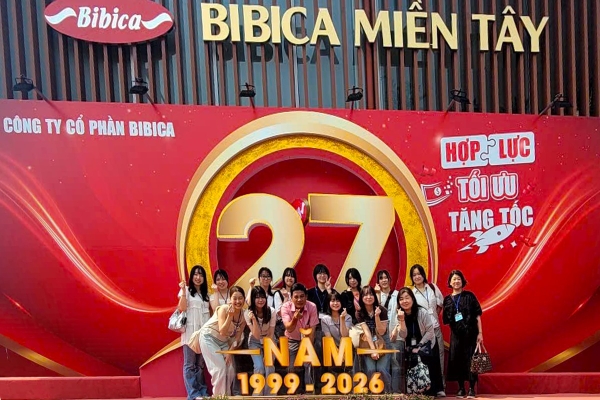 Bibica
BIBICA MIỀN TÂY
CÔNG TY CỔ PHẦN BIBICA
HỢP LỰC
TỐI ƯU
TĂNG TỐC
27
NĂM
1999 - 2026